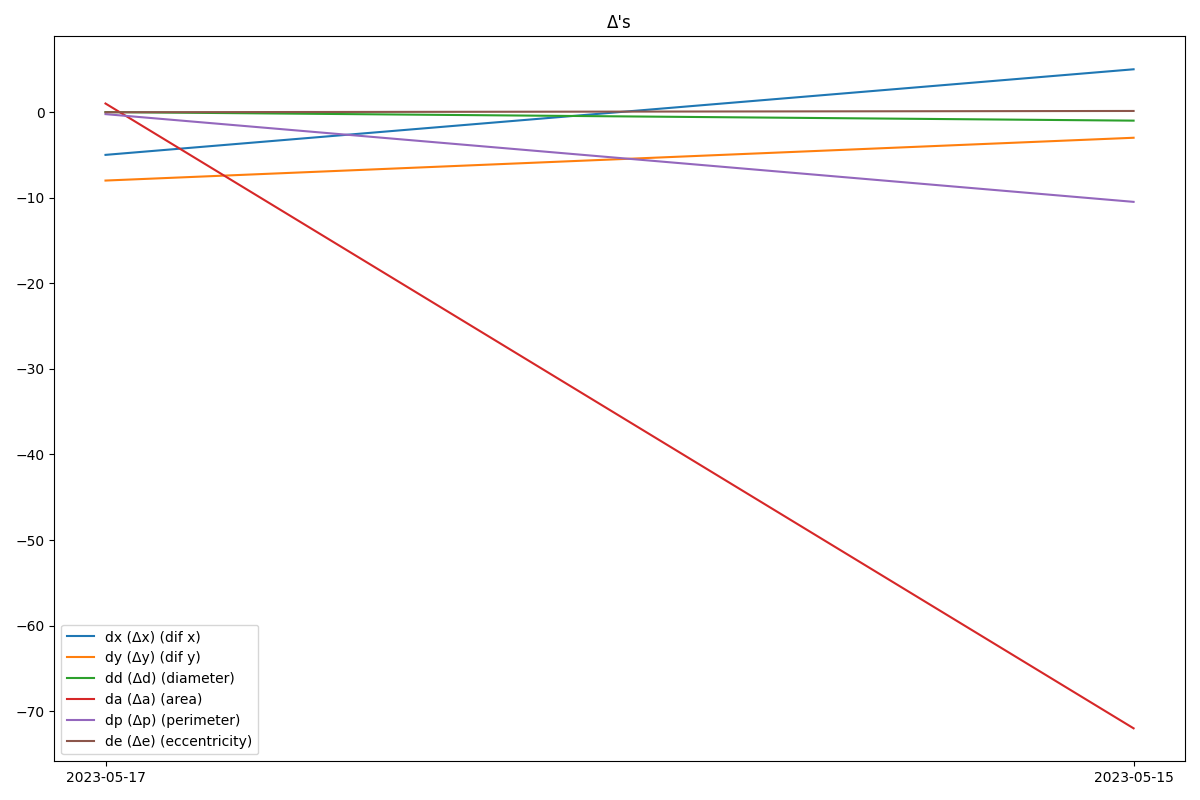 Δ's
0
−10
−20
−30
−40
−50
−60
−70
dx (Δx) (dif x)
dy (Δy) (dif y)
dd (Δd) (diameter)
da (Δa) (area)
dp (Δp) (perimeter)
de (Δe) (eccentricity)
2023-05-17
2023-05-15